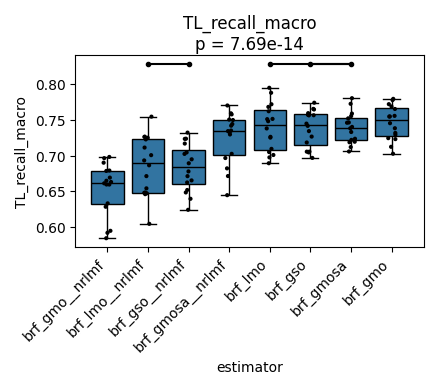 TL_recall_macro
p = 7.69e-14
TL_recall_macro
0.80
0.75
0.70
0.65
0.60
brf_gmo__nrlmf
brf_lmo__nrlmf
brf_gso__nrlmf
brf_gmosa__nrlmf
brf_lmo
brf_gso
brf_gmosa
brf_gmo
estimator